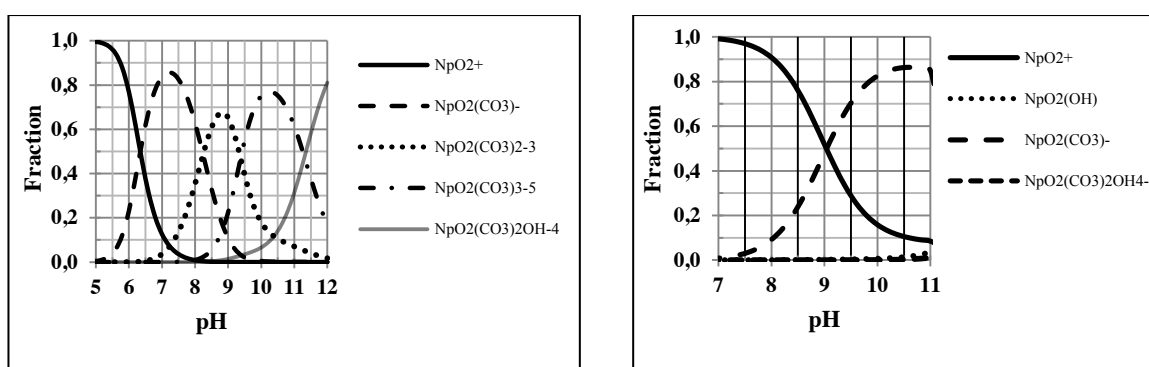 Fraction
1,0
0,8
0,6
0,4
0,2
0,0
5 6 7 8 9 10 11 12
pH
NpO2+
NpO2(CO3)-
NpO2(CO3)2-3
NpO2(CO3)3-5
NpO2(CO3)2OH-4
Fraction
1,0
0,8
0,6
0,4
0,2
0,0
7 8 9 10 11
pH
NpO2+
NpO2(OH)
NpO2(CO3)-
NpO2(CO3)2OH4-